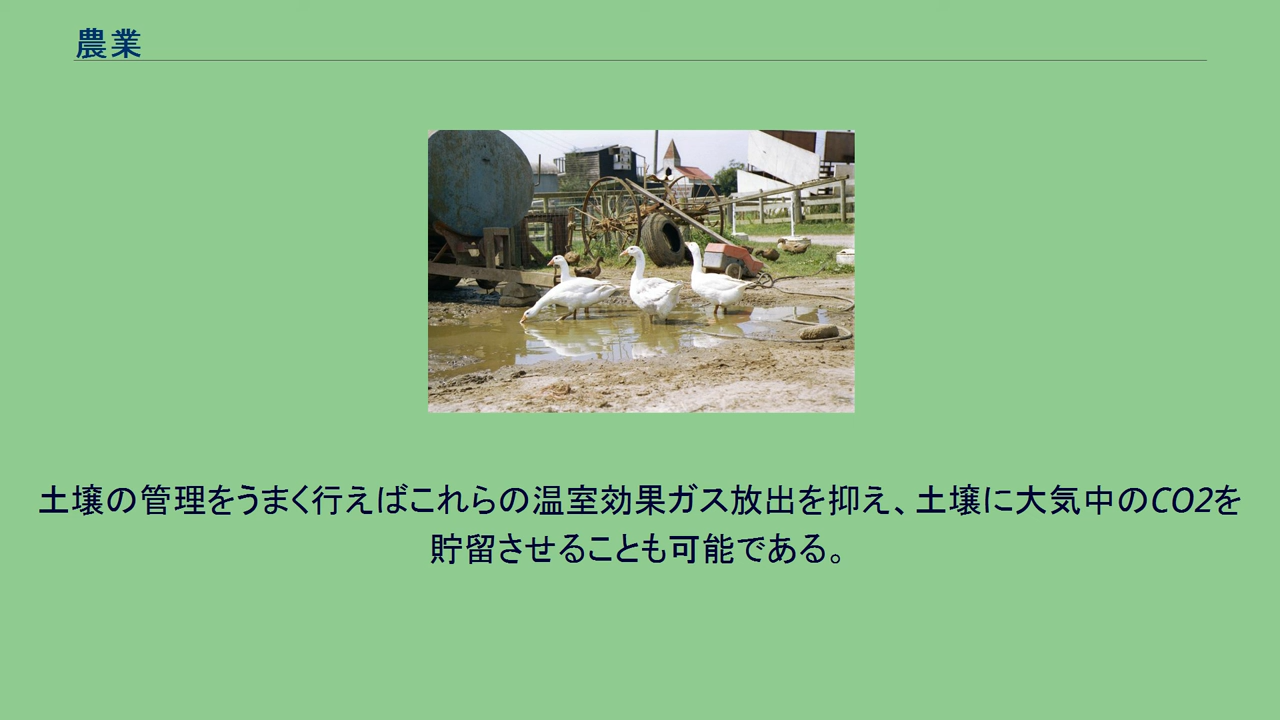 農業
土壌の管理をうまく行えばこれらの温室効果ガス放出を抑え、土壌に大気中のCO2を
貯留させることも可能である。